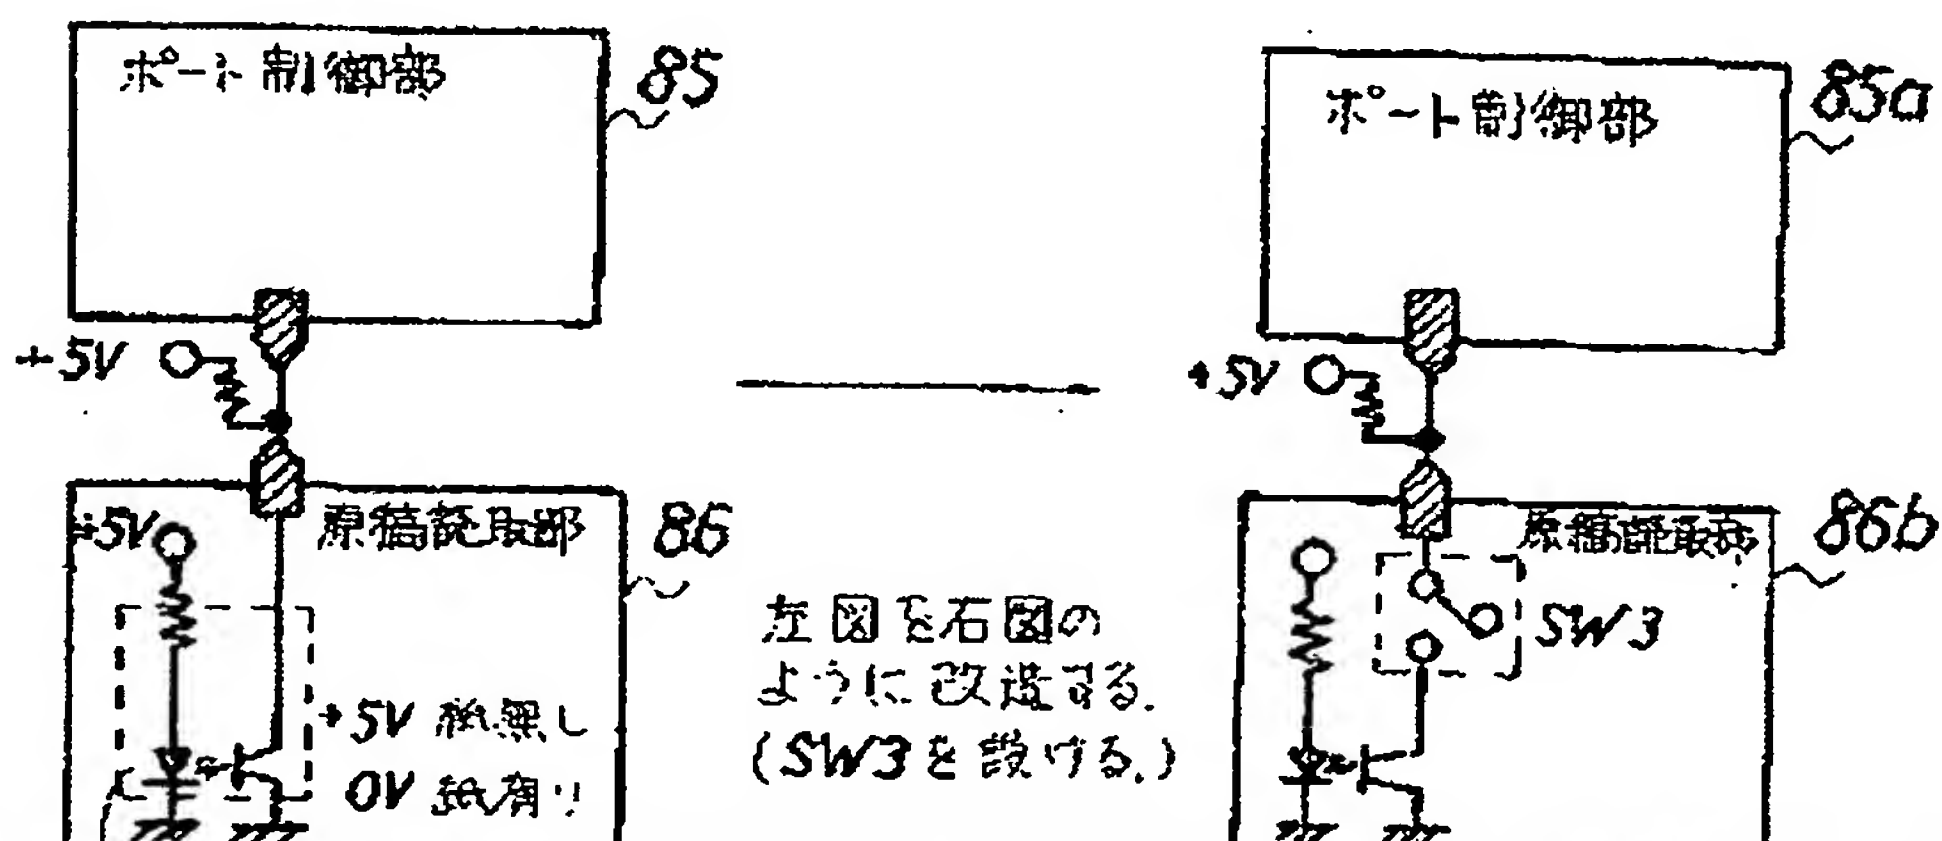 ポート制御部
85
+5V
+5V
原稿読取部
86
+5V 紙無し
0V 紙有り
左図を右図の
ように改造する.
(SW3を設ける.)
ポート制御部
85a
+5V
原稿読取部
86b
SW3